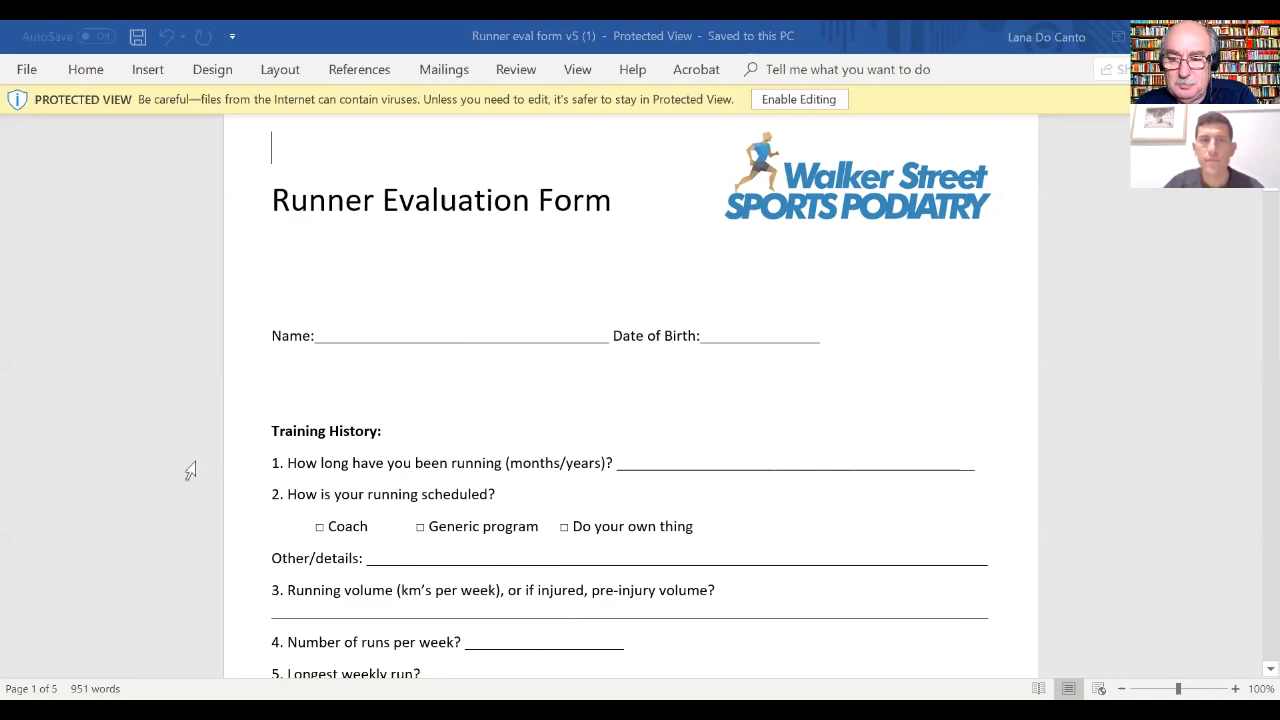 AutoSave Off
Runner eval form v5 (1) - Protected View - Saved to this PC
Lana Do Canto
File Home Insert Design Layout References Mailings Review View Help Acrobat Tell me what you want to do
PROTECTED VIEW Be careful—files from the Internet can contain viruses. Unless you need to edit, it's safer to stay in Protected View. Enable Editing
Walker Street
SPORTS PODIATRY
Runner Evaluation Form
Name:____________________ Date of Birth:____________
Training History:
1. How long have you been running (months/years)? ____________________
2. How is your running scheduled?
□ Coach □ Generic program □ Do your own thing
Other/details: ____________________
3. Running volume (km's per week), or if injured, pre-injury volume?
4. Number of runs per week? ____________________
5. Longest weekly run?
Page 1 of 5 951 words
100%